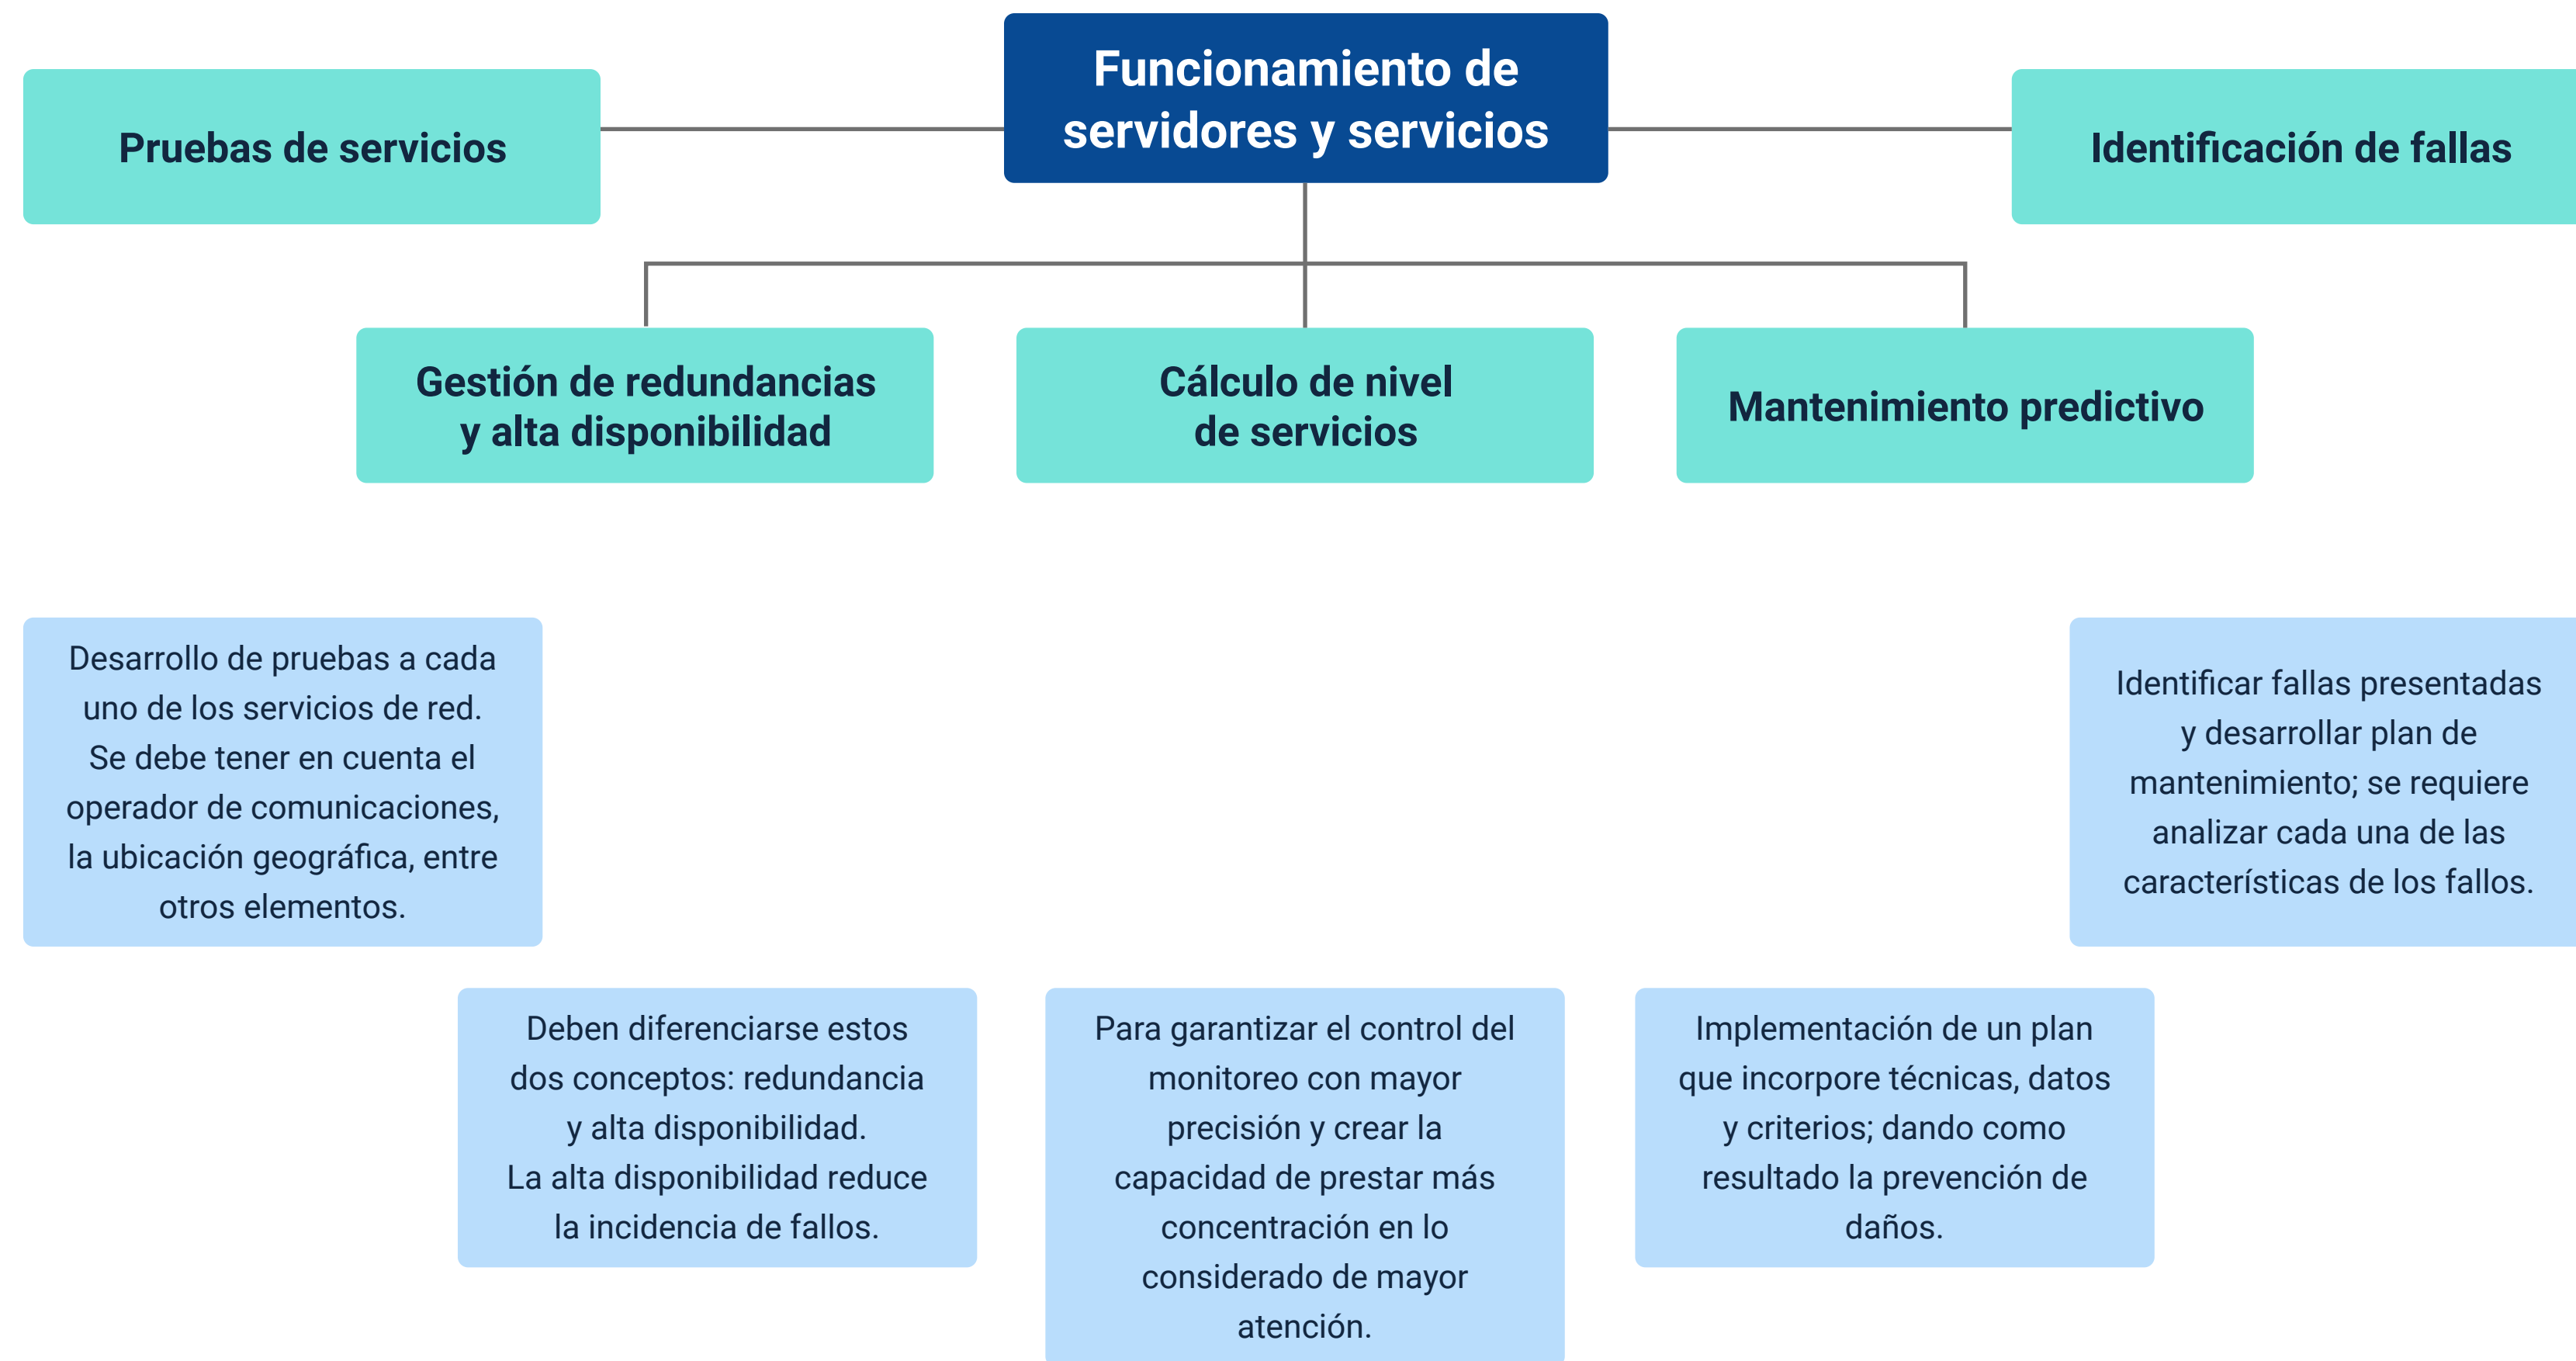 Funcionamiento de
servidores y servicios
Pruebas de servicios
Identificación de fallas
Gestión de redundancias
y alta disponibilidad
Cálculo de nivel
de servicios
Mantenimiento predictivo
Desarrollo de pruebas a cada
uno de los servicios de red.
Se debe tener en cuenta el
operador de comunicaciones,
la ubicación geográfica, entre
otros elementos.
Identificar fallas presentadas
y desarrollar plan de
mantenimiento; se requiere
analizar cada una de las
características de los fallos.
Deben diferenciarse estos
dos conceptos: redundancia
y alta disponibilidad.
La alta disponibilidad reduce
la incidencia de fallos.
Para garantizar el control del
monitoreo con mayor
precisión y crear la
capacidad de prestar más
concentración en lo
considerado de mayor
atención.
Implementación de un plan
que incorpore técnicas, datos
y criterios; dando como
resultado la prevención de
daños.